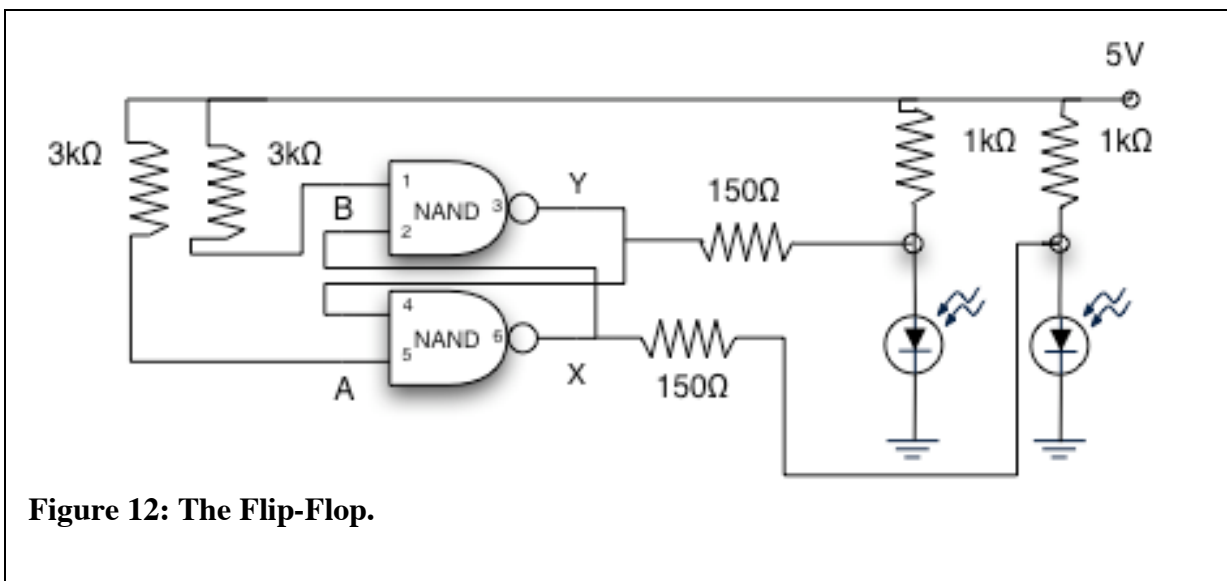 5V
3kΩ
3kΩ
1kΩ
1kΩ
150Ω
Y
B
1
2
NAND
3
4
5
NAND
6
A
X
150Ω
Figure 12: The Flip-Flop.